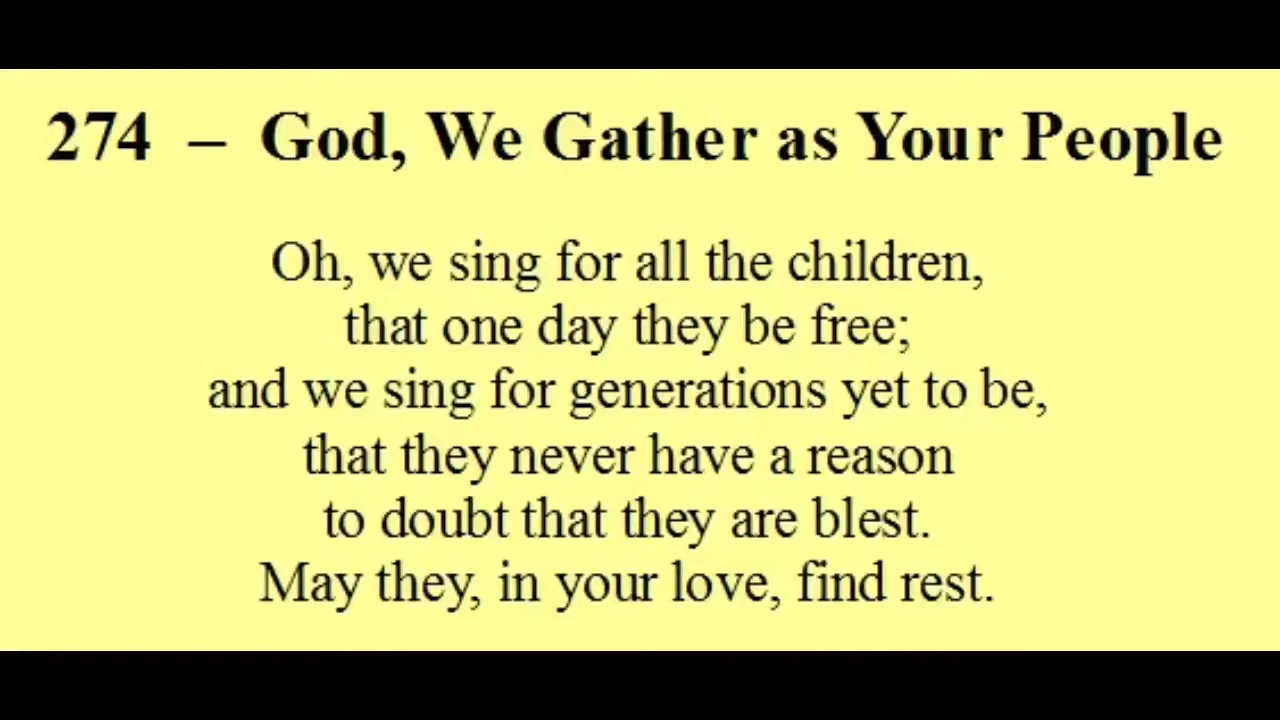 274 – God, We Gather as Your People
Oh, we sing for all the children,
that one day they be free;
and we sing for generations yet to be,
that they never have a reason
to doubt that they are blest.
May they, in your love, find rest.